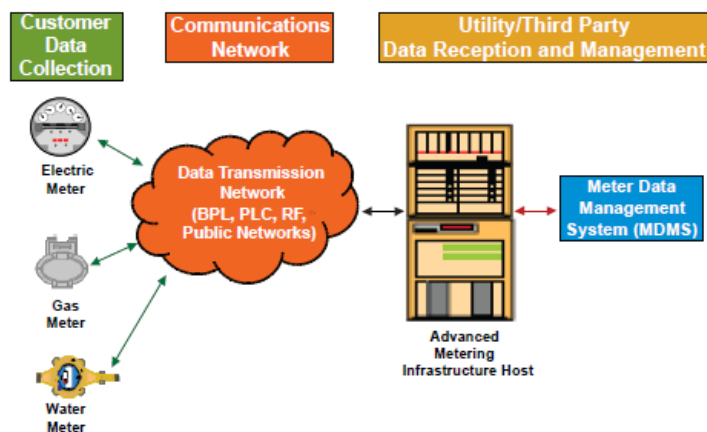 Customer
Data
Collection
Communications
Network
Utility/Third Party
Data Reception and Management
Electric
Meter
Data Transmission
Network
(BPL, PLC, RF,
Public Networks)
Meter Data
Management
System (MDMS)
Gas
Meter
Advanced
Metering
Infrastructure Host
Water
Meter